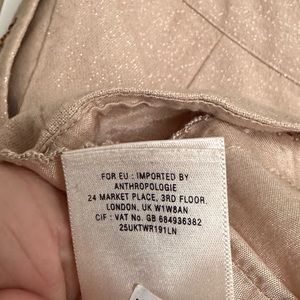 FOR EU : IMPORTED BY
ANTHROPOLOGIE
24 MARKET PLACE, 3RD FLOOR.
LONDON, UK W1W8AN
CIF : VAT No. GB 684936382
25UKTWR191LN